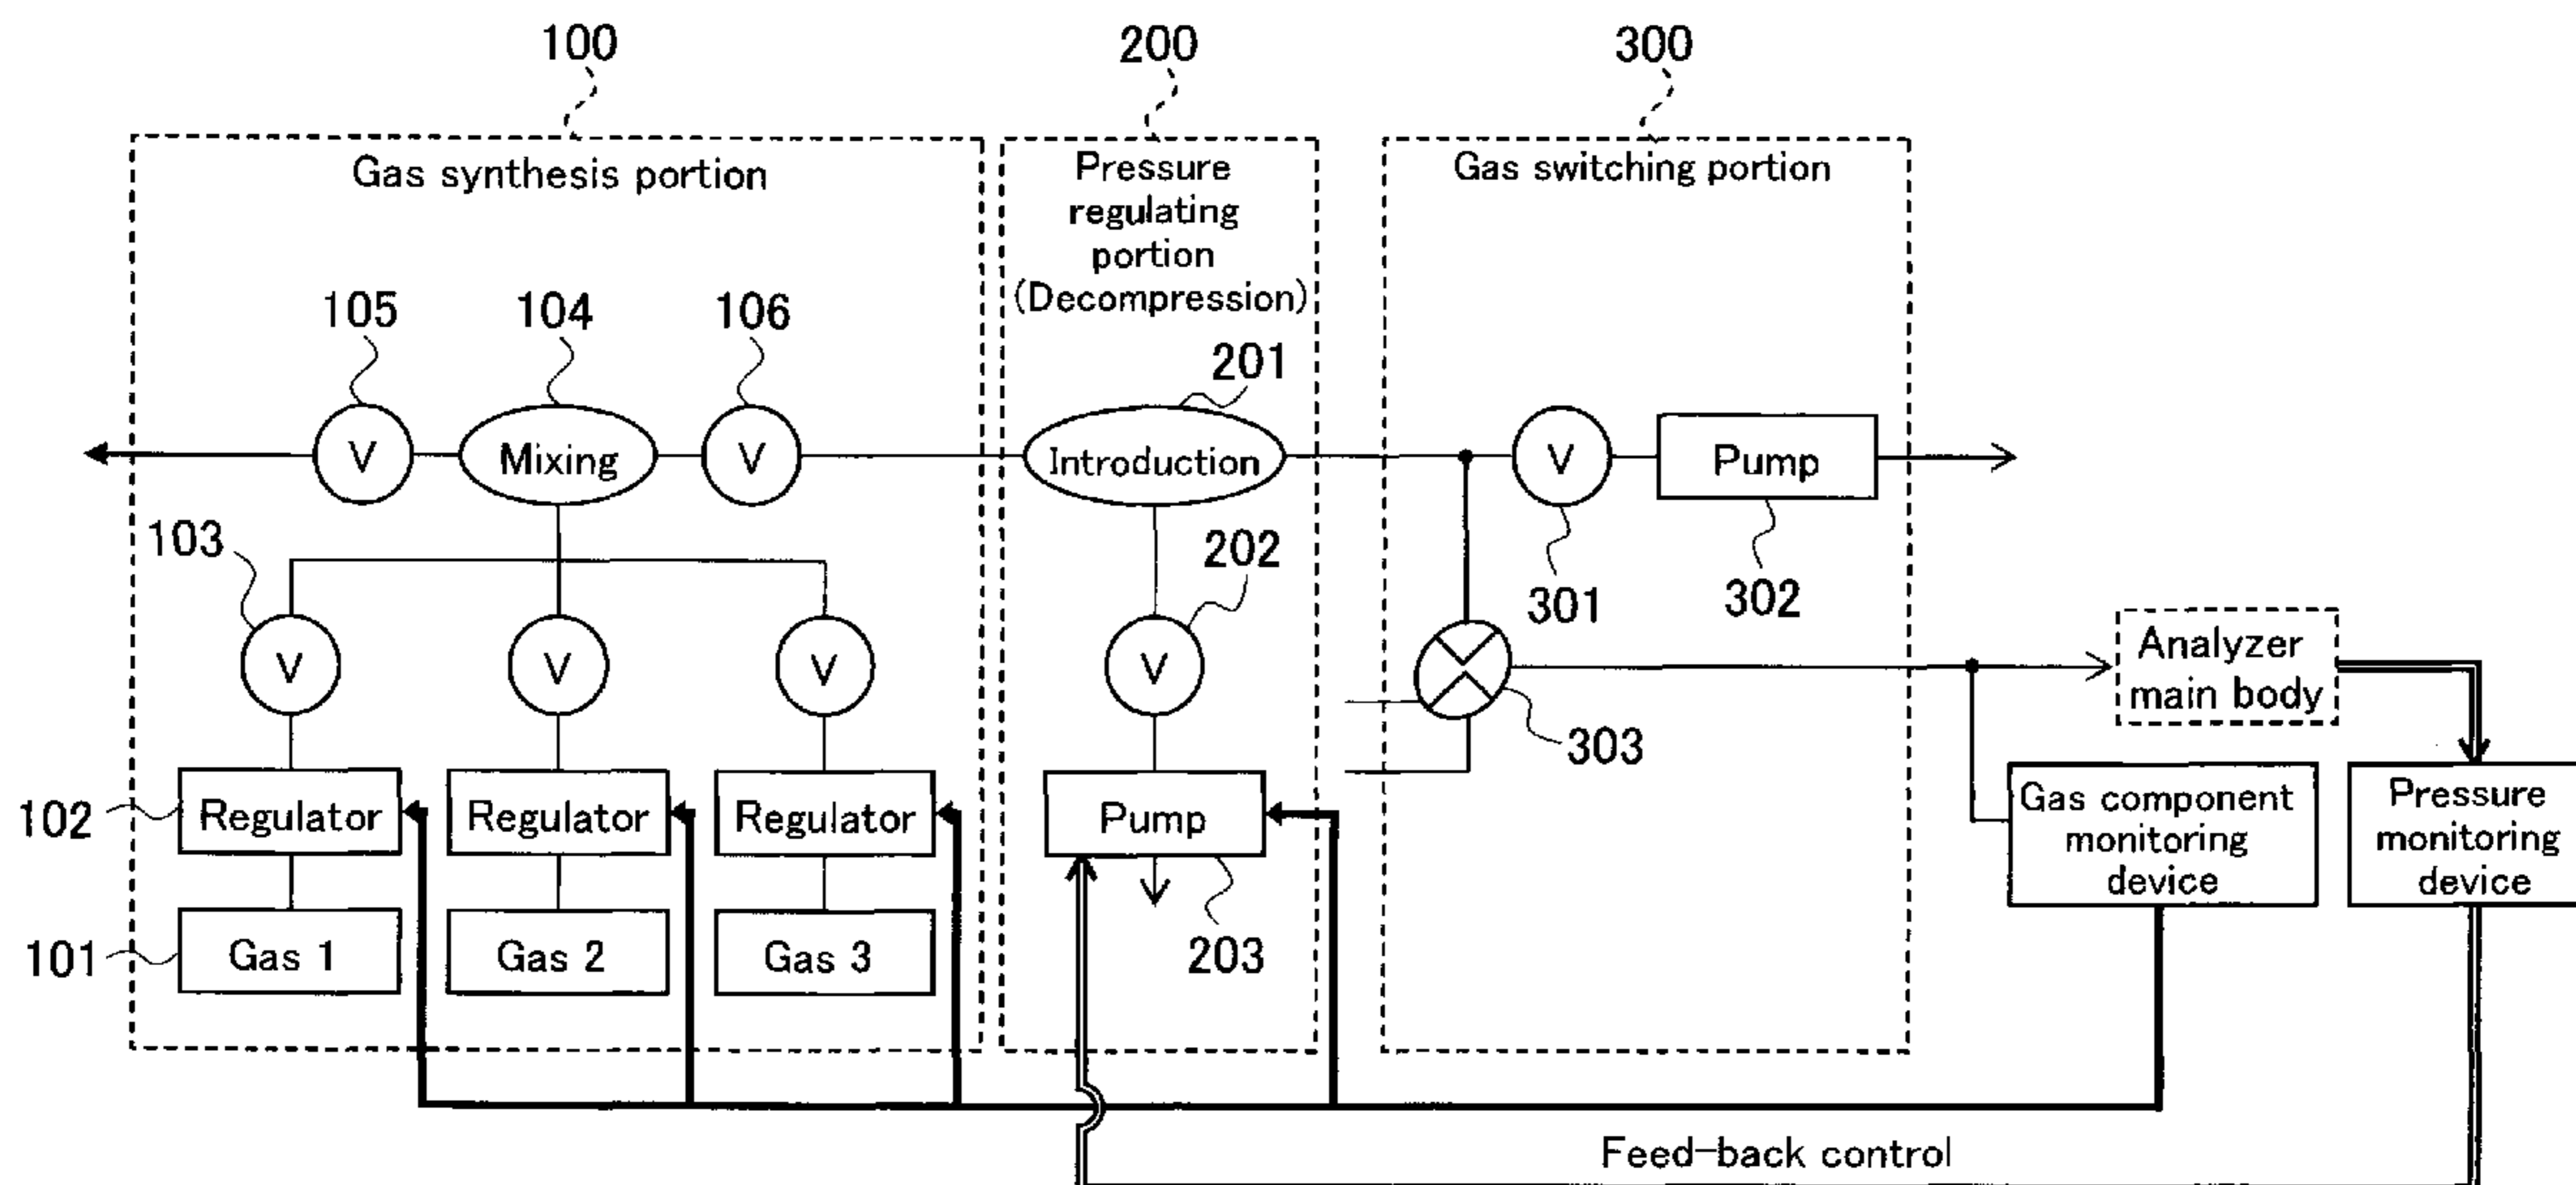 100
200
300
Gas synthesis portion
Pressure
regulating
portion
(Decompression)
Gas switching portion
105
104
106
201
V
Mixing
V
Introduction
V
Pump
103
202
301
302
V
V
V
V
303
Analyzer
main body
102
Regulator
Regulator
Regulator
Pump
Gas component
monitoring
device
Pressure
monitoring
device
101
Gas 1
Gas 2
Gas 3
203
Feed-back control